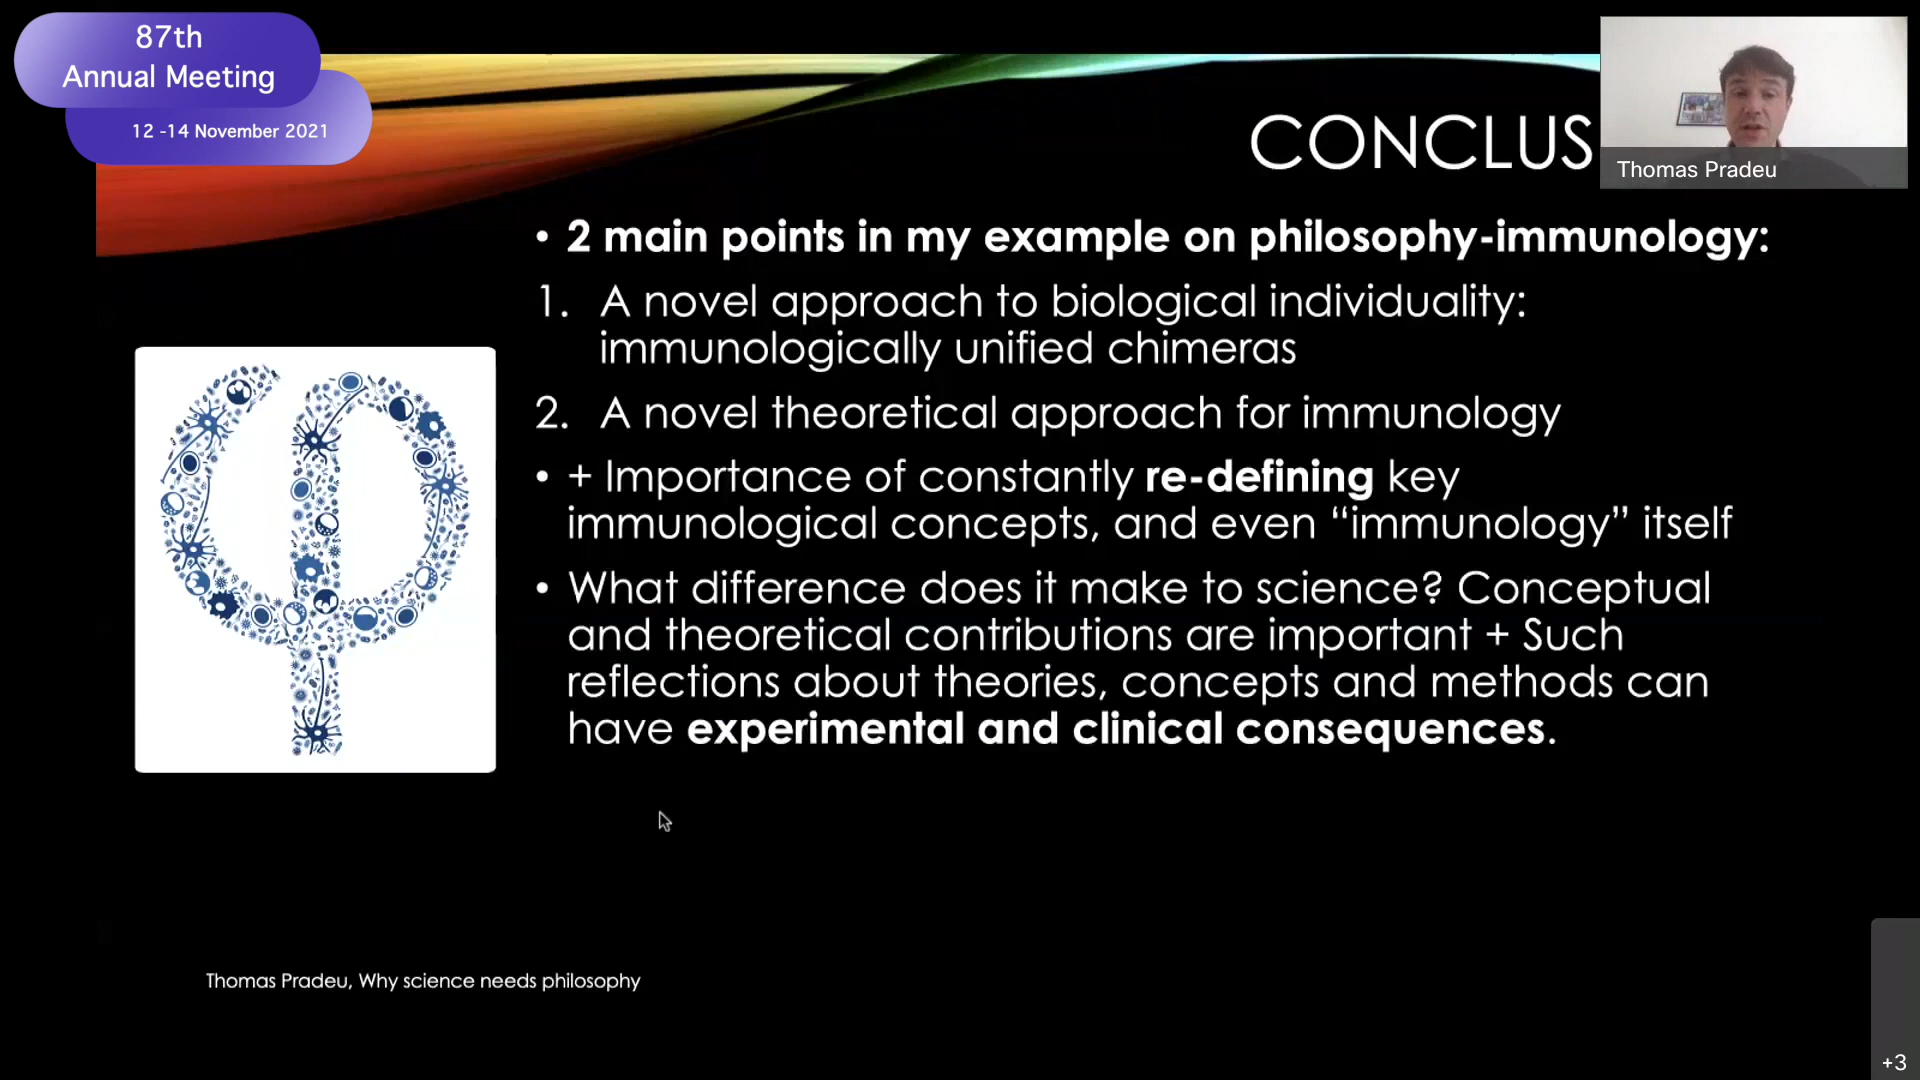 87th
Annual Meeting
12 -14 November 2021
CONCLUS
Thomas Pradeu
• 2 main points in my example on philosophy-immunology:
1. A novel approach to biological individuality:
immunologically unified chimeras
2. A novel theoretical approach for immunology
• + Importance of constantly re-defining key
immunological concepts, and even “immunology” itself
• What difference does it make to science? Conceptual
and theoretical contributions are important + Such
reflections about theories, concepts and methods can
have experimental and clinical consequences.
Thomas Pradeu, Why science needs philosophy
+3